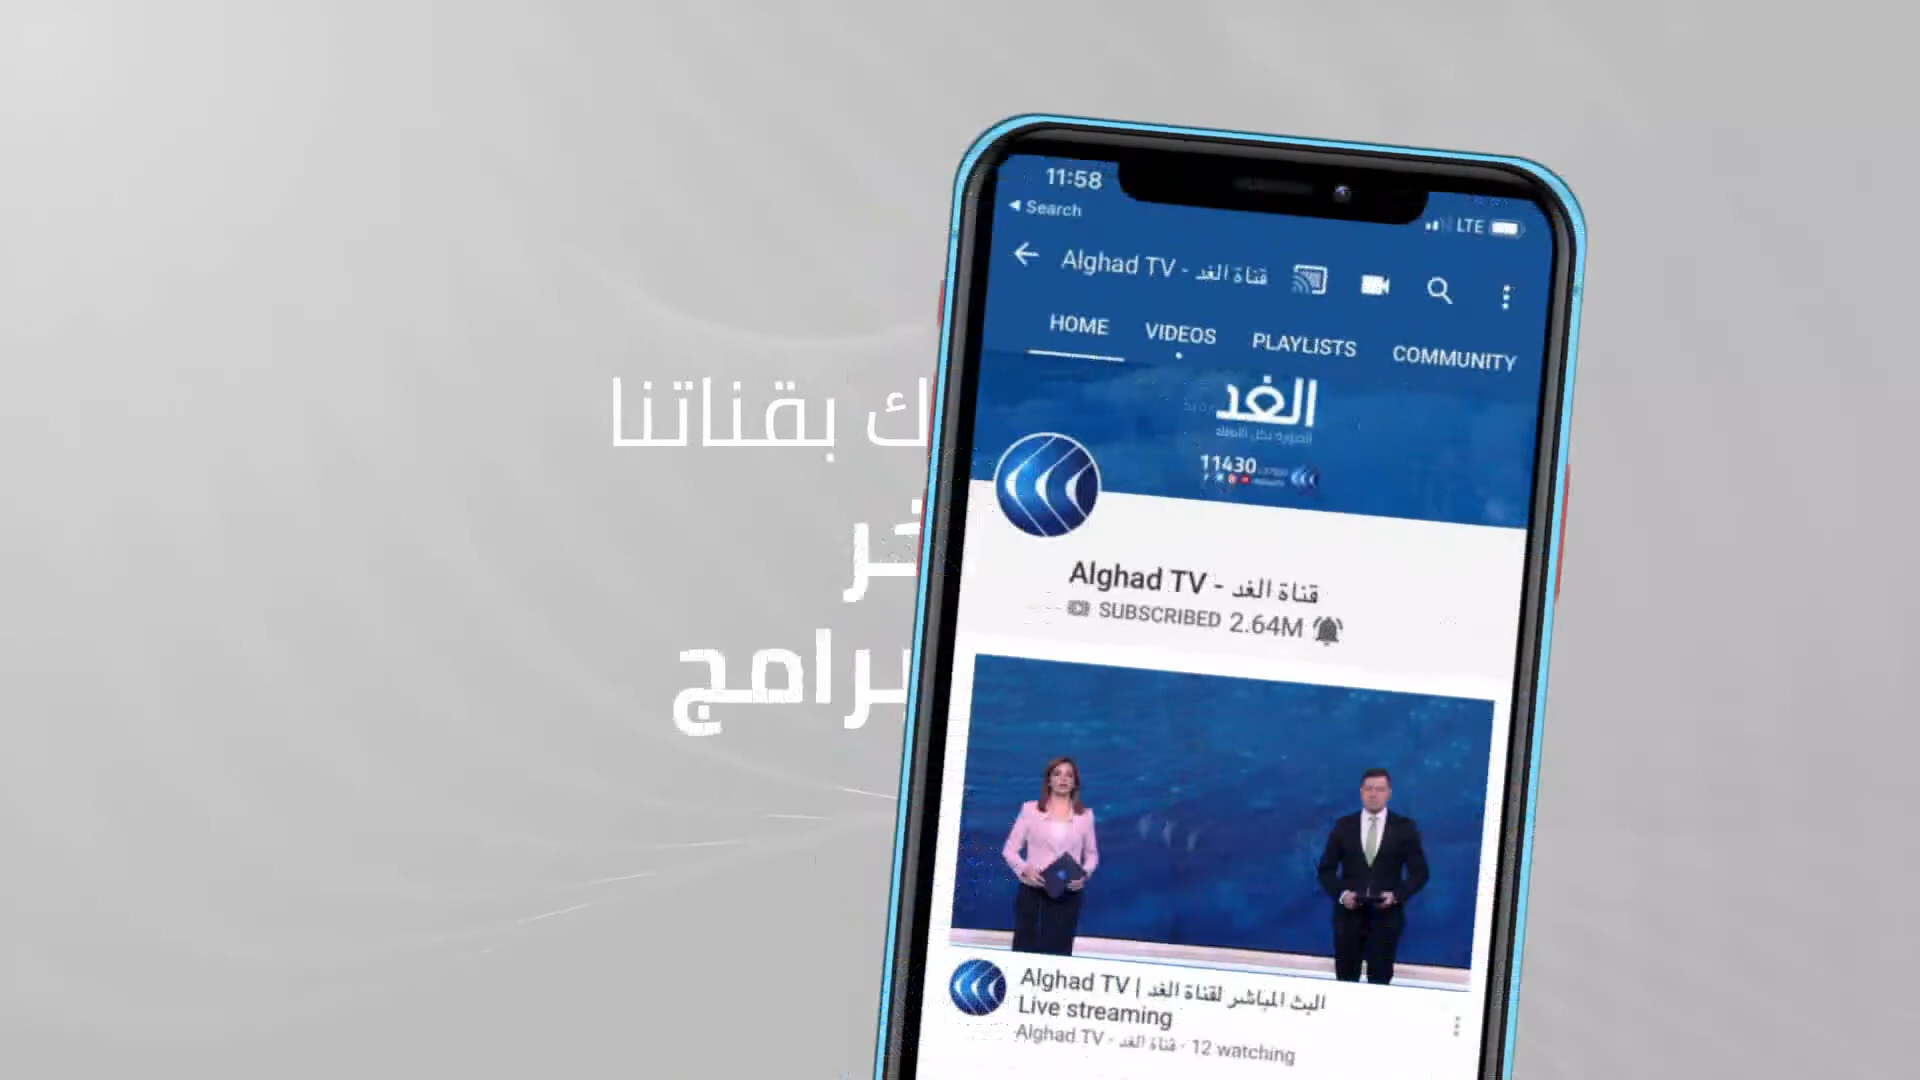 11:58
Search
LTE
Alghad TV - قناة الغد
HOME VIDEOS PLAYLISTS COMMUNITY
الغد
11430
ك بقناتنا
Alghad TV - قناة الغد
SUBSCRIBED 2.64M
Alghad TV | البث المباشر لقناة الغد
Live streaming
Alghad TV - قناة الغد · 12 watching